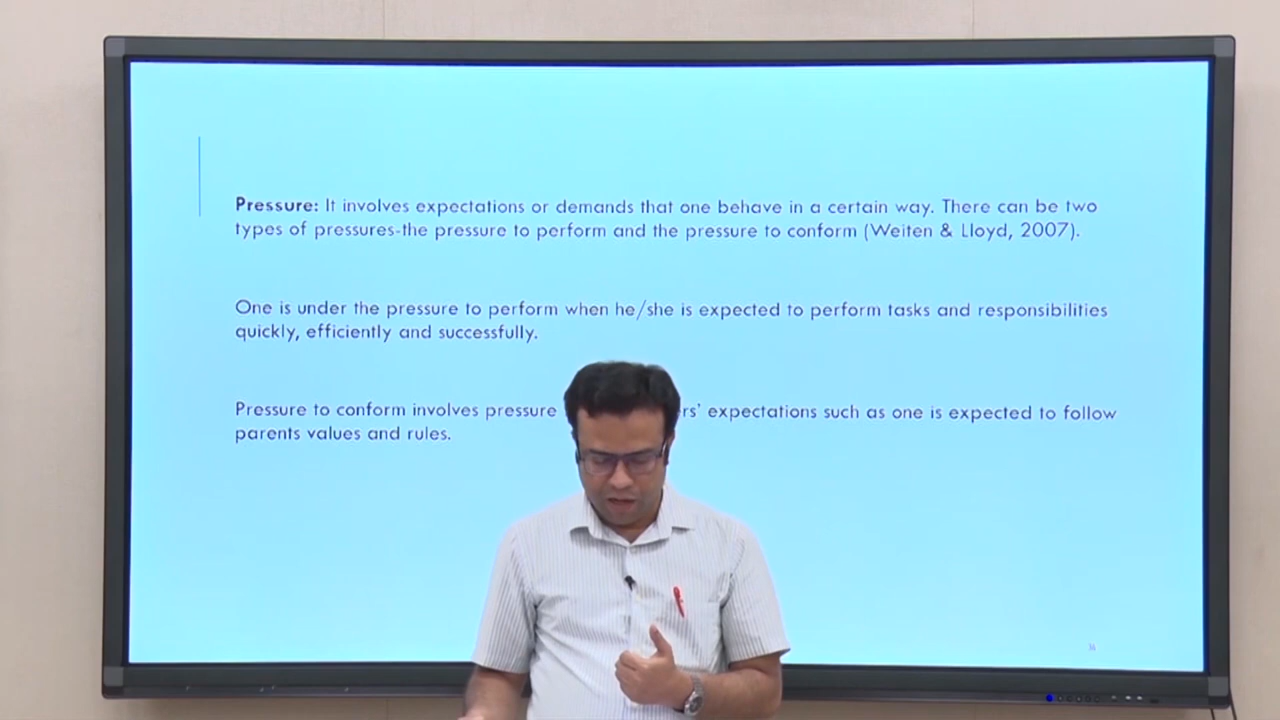 Pressure: It involves expectations or demands that one behave in a certain way. There can be two
types of pressures-the pressure to perform and the pressure to conform (Weiten & Lloyd, 2007).
One is under the pressure to perform when he/she is expected to perform tasks and responsibilities
quickly, efficiently and successfully.
Pressure to conform involves pressure rs' expectations such as one is expected to follow
parents values and rules.